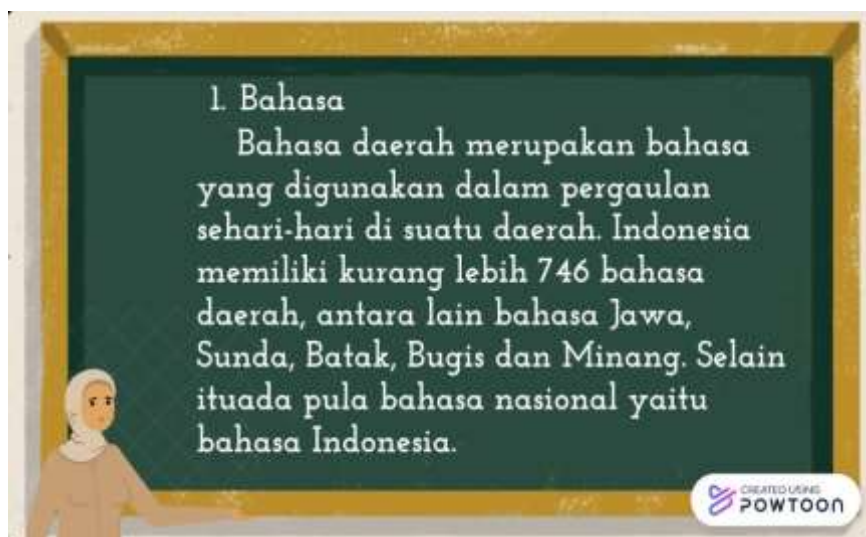 1. Bahasa
Bahasa daerah merupakan bahasa
yang digunakan dalam pergaulan
sehari-hari di suatu daerah. Indonesia
memiliki kurang lebih 746 bahasa
daerah, antara lain bahasa Jawa,
Sunda, Batak, Bugis dan Minang. Selain
ituada pula bahasa nasional yaitu
bahasa Indonesia.
CREATED USING
POWTOON